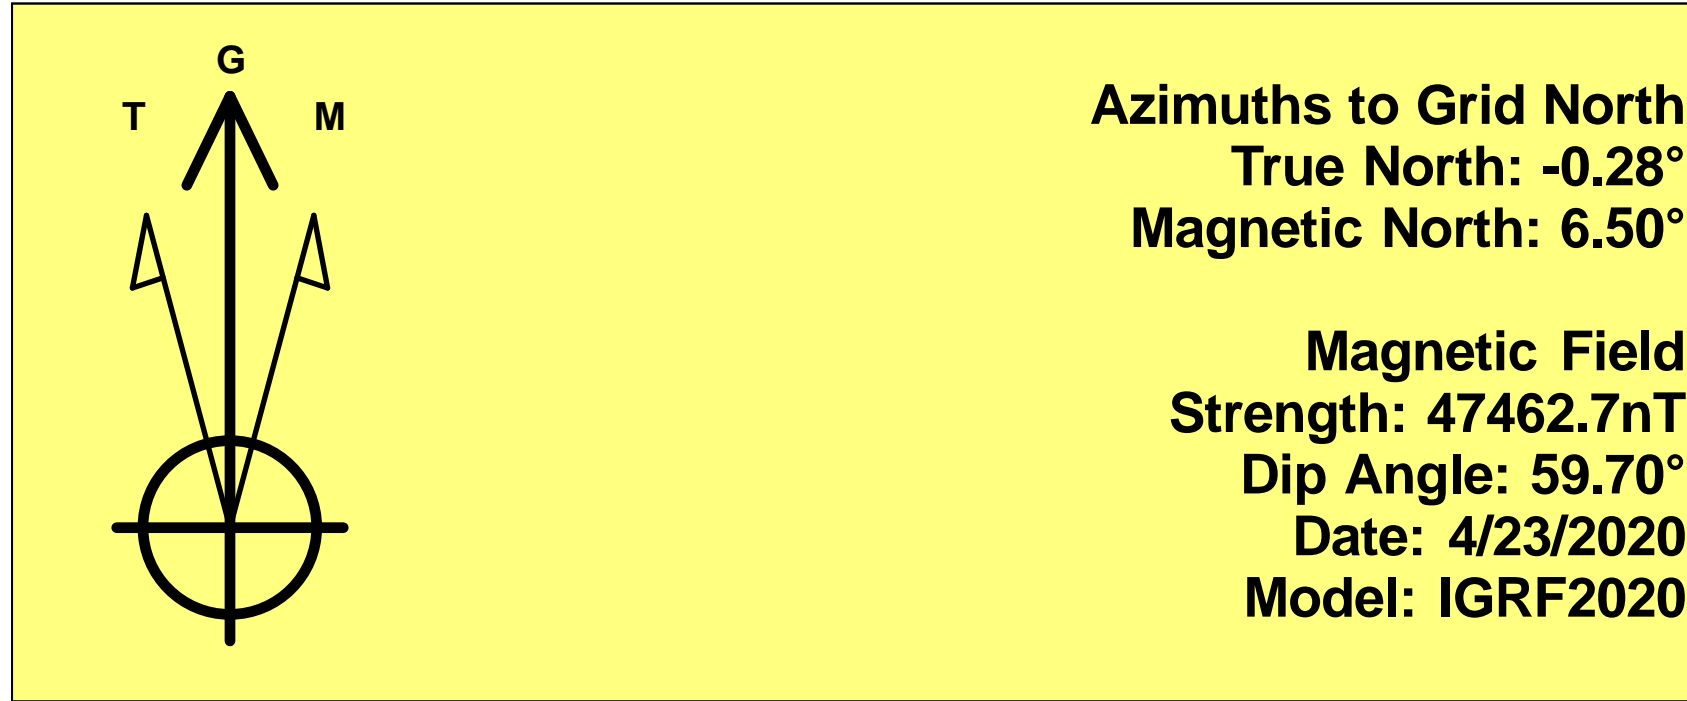 G
T M
Azimuths to Grid North
True North: -0.28°
Magnetic North: 6.50°
Magnetic Field
Strength: 47462.7nT
Dip Angle: 59.70°
Date: 4/23/2020
Model: IGRF2020